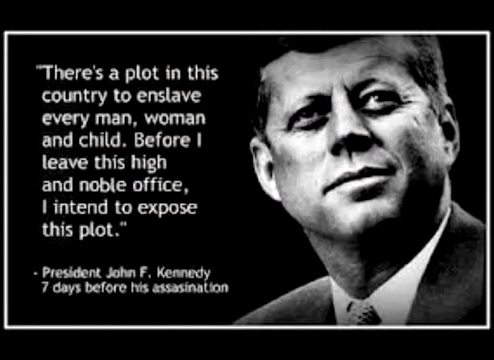 "There's a plot in this
country to enslave
every man, woman
and child. Before I
leave this high
and noble office,
I intend to expose
this plot."
- President John F. Kennedy
7 days before his assasination